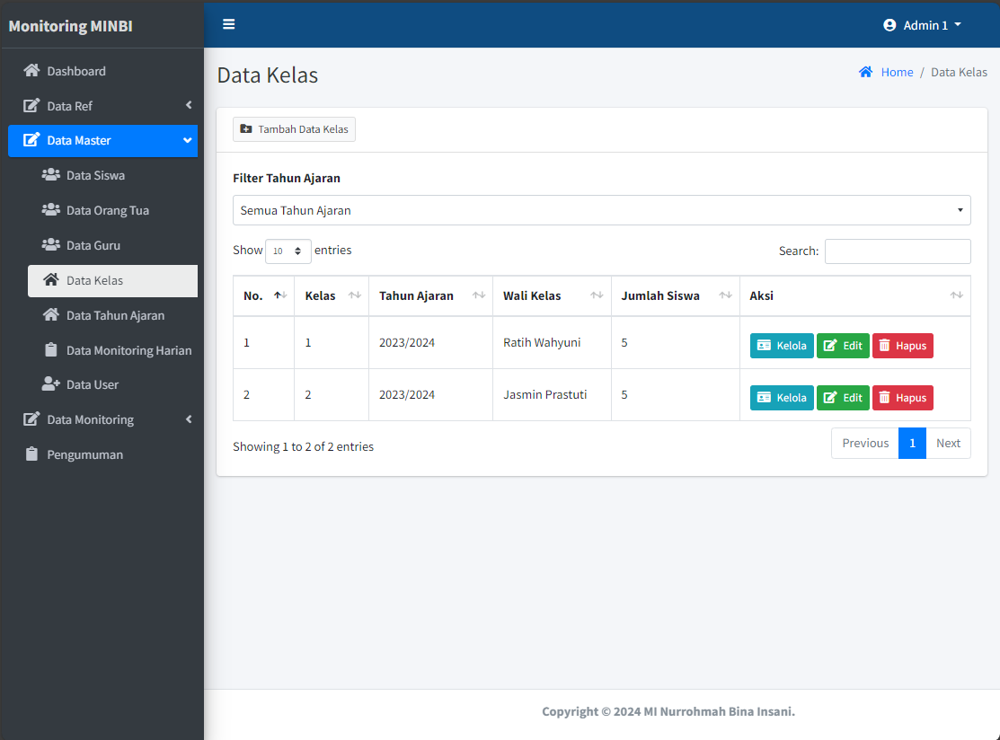 Monitoring MINBI
Admin 1
Dashboard
Data Ref
Data Master
Data Siswa
Data Orang Tua
Data Guru
Data Kelas
Data Tahun Ajaran
Data Monitoring Harian
Data User
Data Monitoring
Pengumuman
Data Kelas
Home / Data Kelas
Tambah Data Kelas
Filter Tahun Ajaran
Semua Tahun Ajaran
Show 10 entries
Search:
No. Kelas Tahun Ajaran Wali Kelas Jumlah Siswa Aksi
1 1 2023/2024 Ratih Wahyuni 5 Kelola Edit Hapus
2 2 2023/2024 Jasmin Prastuti 5 Kelola Edit Hapus
Showing 1 to 2 of 2 entries
Previous 1 Next
Copyright © 2024 MI Nurrohmah Bina Insani.